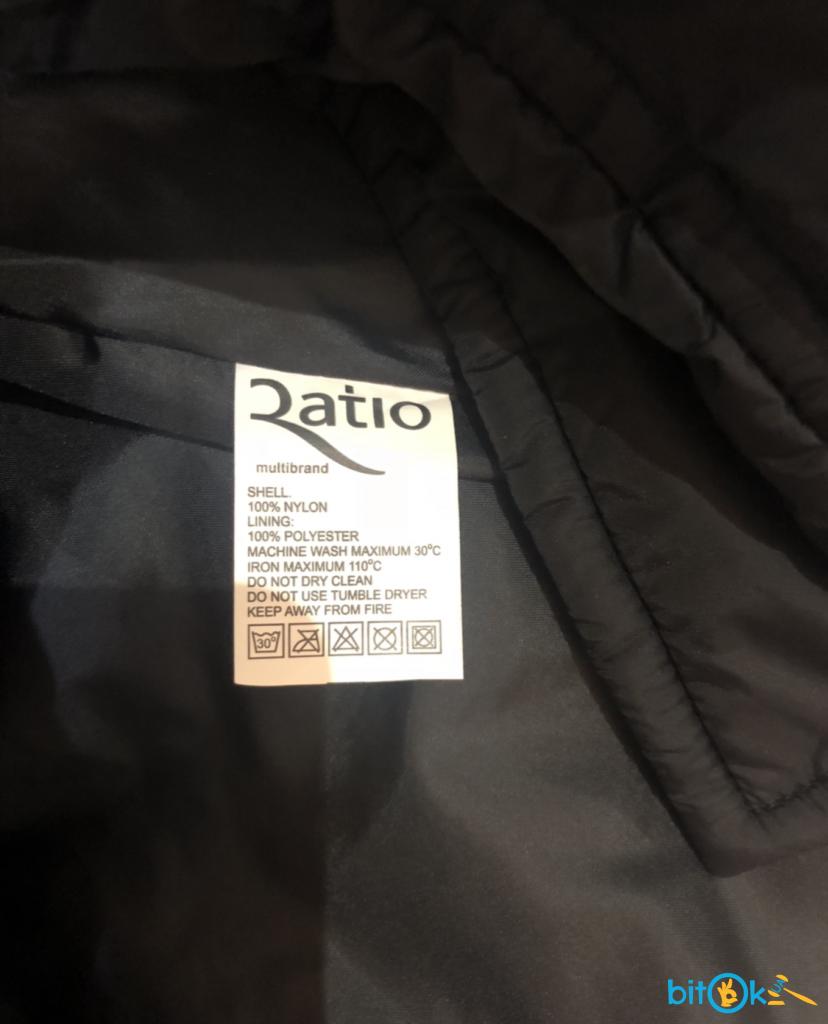 Ratio
multibrand
SHELL.
100% NYLON
LINING:
100% POLYESTER
MACHINE WASH MAXIMUM 30°C
IRON MAXIMUM 110°C
DO NOT DRY CLEAN
DO NOT USE TUMBLE DRYER
KEEP AWAY FROM FIRE
30°
bitOk